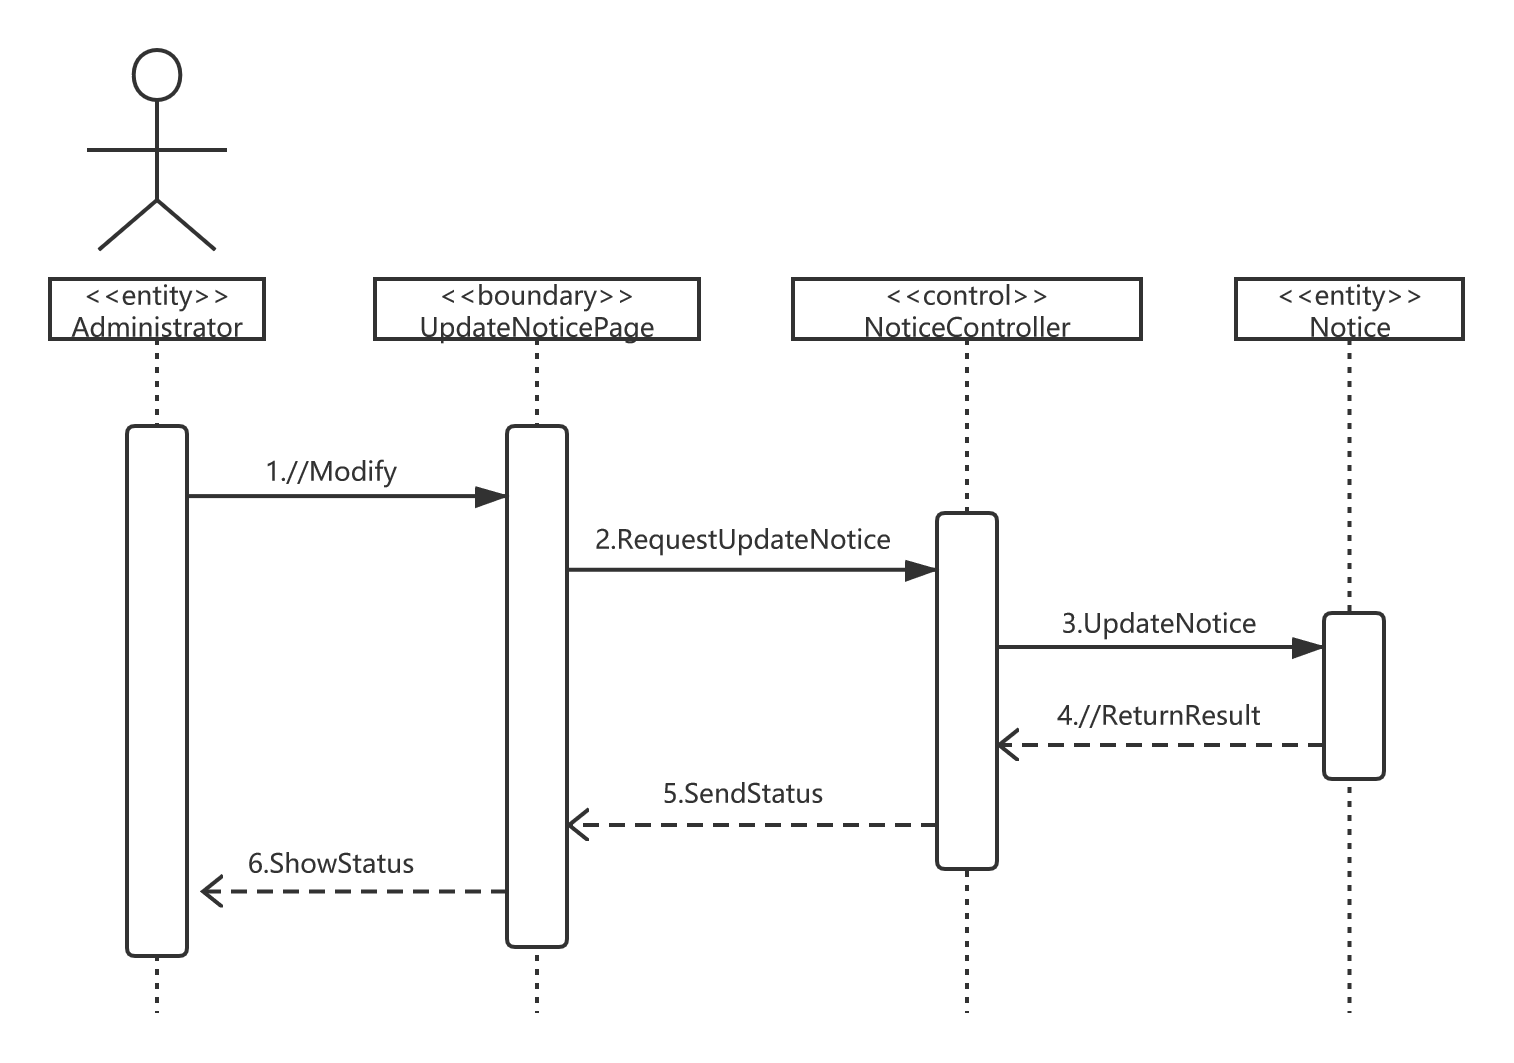 <<entity>>
Administrator
<<boundary>>
UpdateNoticePage
<<control>>
NoticeController
<<entity>>
Notice
1.//Modify
2.RequestUpdateNotice
3.UpdateNotice
4.//ReturnResult
5.SendStatus
6.ShowStatus